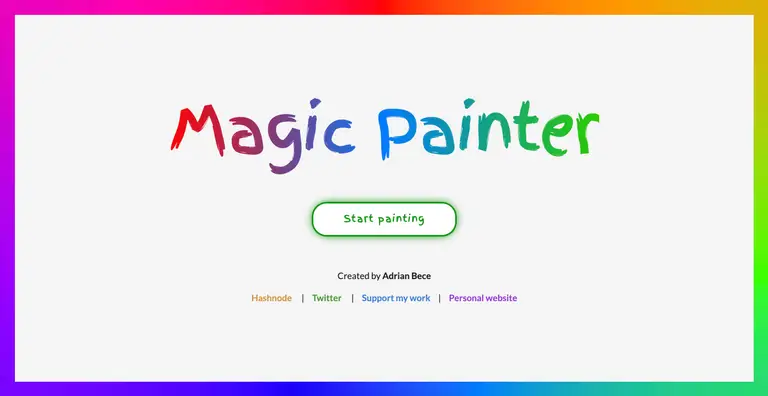 Magic Painter
Start painting
Created by Adrian Bece
Hashnode | Twitter | Support my work | Personal website